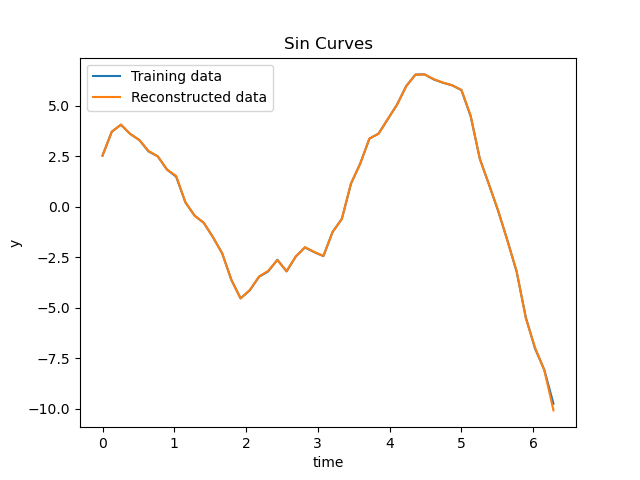 Sin Curves
Training data
Reconstructed data
5.0
2.5
0.0
−2.5
−5.0
−7.5
−10.0
y
0 1 2 3 4 5 6
time